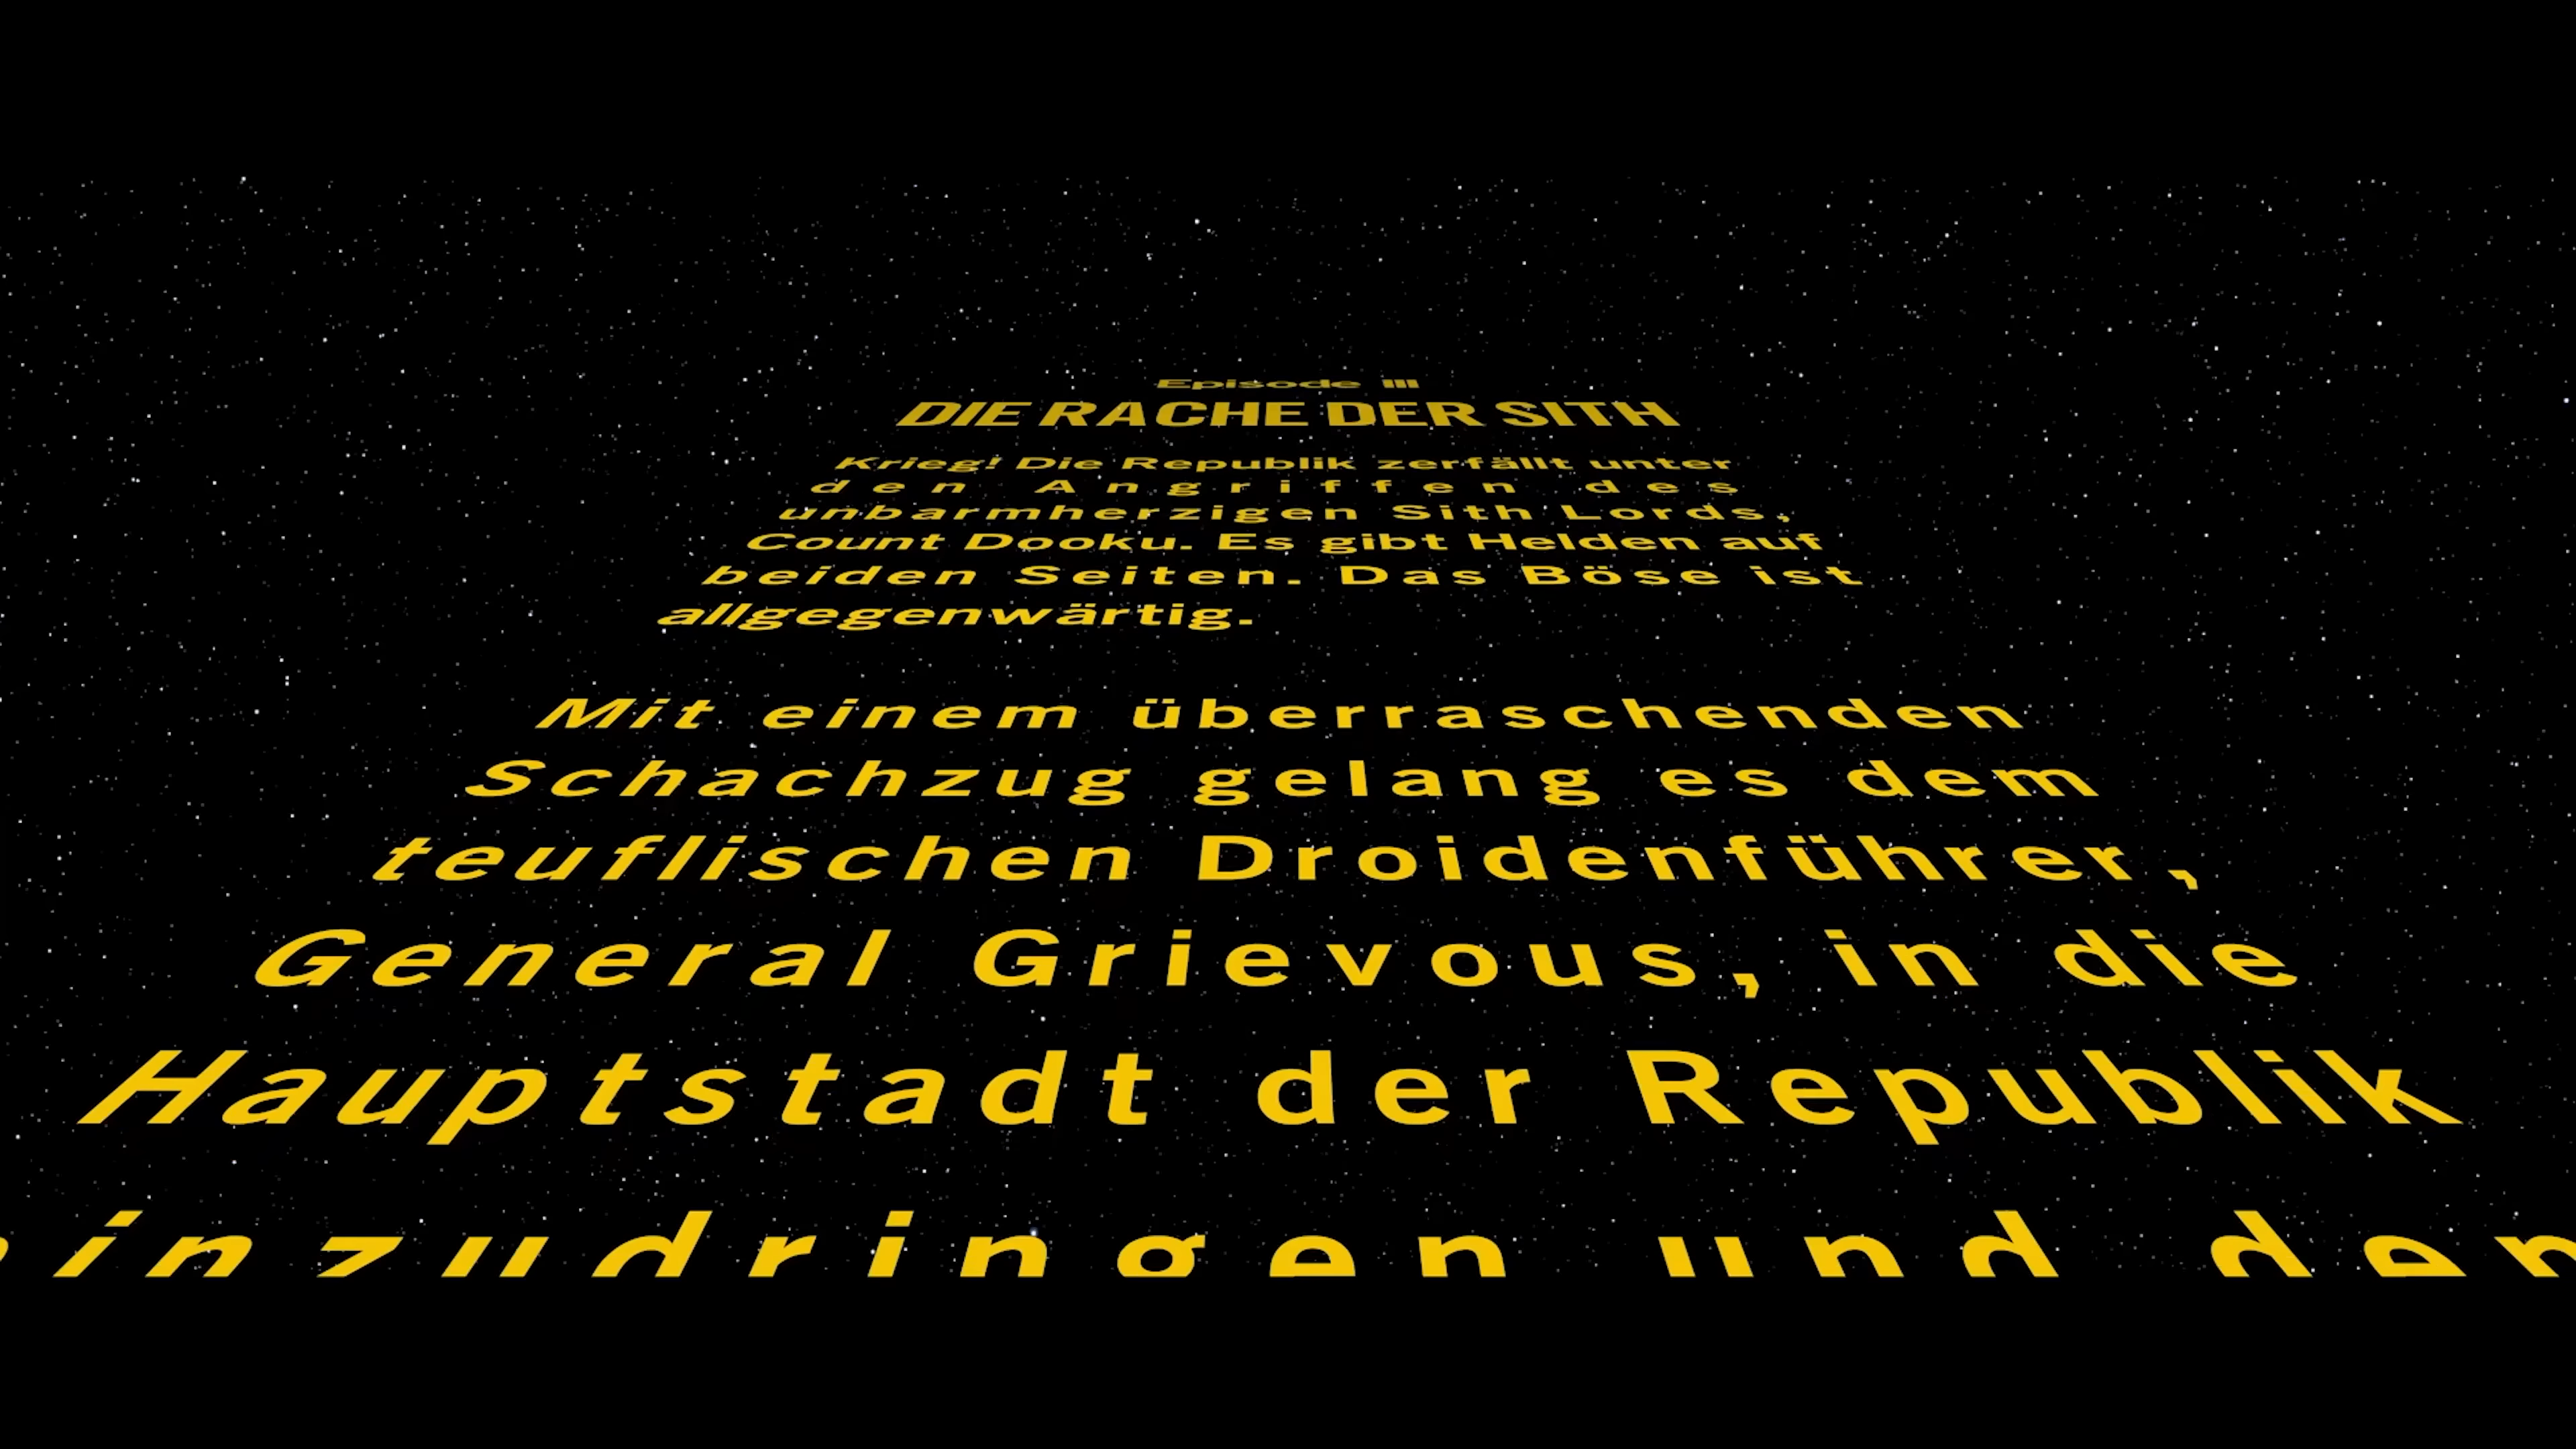 Episode III
DIE RACHE DER SITH
Krieg! Die Republik zerfällt unter
den Angriffen des
unbarmherzigen Sith Lords,
Count Dooku. Es gibt Helden auf
beiden Seiten. Das Böse ist
allgegenwärtig.
Mit einem überraschenden
Schachzug gelang es dem
teuflischen Droidenführer,
General Grievous, in die
Hauptstadt der Republik
einzudringen und den